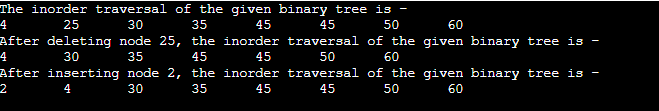 The inorder traversal of the given binary tree is -
4 25 30 35 45 45 50 60
After deleting node 25, the inorder traversal of the given binary tree is -
4 30 35 45 45 50 60
After inserting node 2, the inorder traversal of the given binary tree is -
2 4 30 35 45 45 50 60